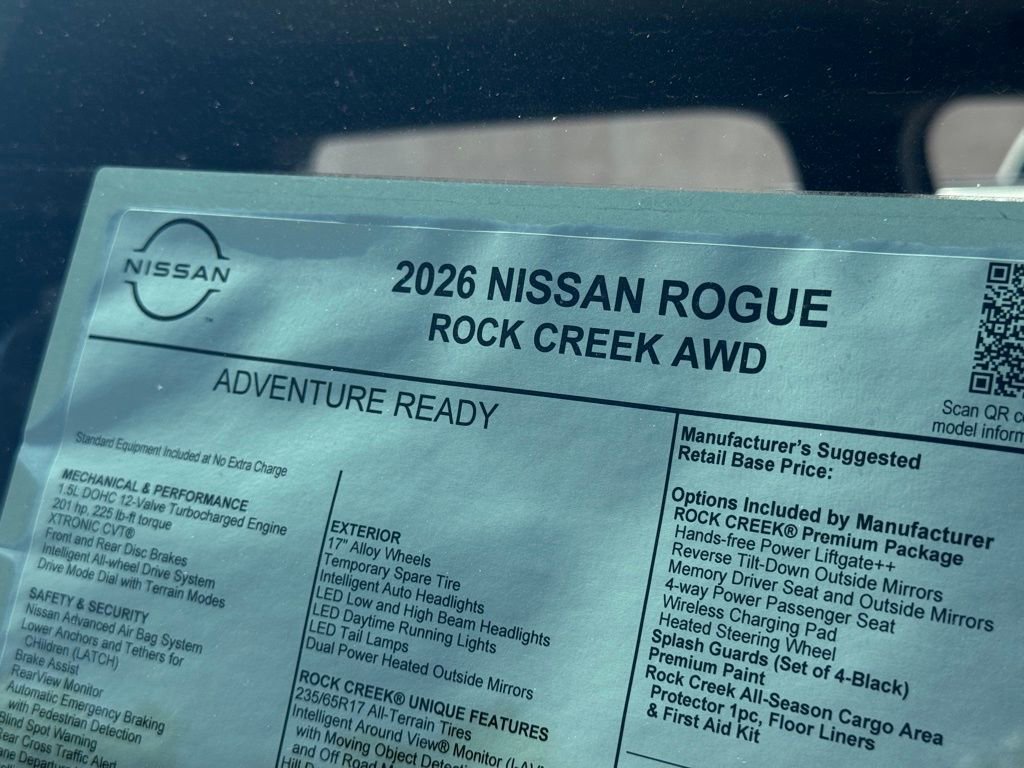 NISSAN
2026 NISSAN ROGUE
ROCK CREEK AWD
Scan QR
model
ADVENTURE READY
Standard Equipment Included at No Extra Charge
MECHANICAL & PERFORMANCE
1.5L DOHC 12-Valve Turbocharged Engine
201 hp, 225 lb-ft torque
XTRONIC CVT®
Front and Rear Disc Brakes
Intelligent All-wheel Drive System
Drive Mode Dial with Terrain Modes
SAFETY & SECURITY
Nissan Advanced Air Bag System
Lower Anchors and Tethers for
CHildren (LATCH)
Brake Assist
RearView Monitor
Automatic Emergency Braking
with Pedestrian Detection
Blind Spot Warning
Rear Cross Traffic Alert
EXTERIOR
17" Alloy Wheels
Temporary Spare Tire
Intelligent Auto Headlights
LED Low and High Beam Headlights
LED Daytime Running Lights
LED Tail Lamps
Dual Power Heated Outside Mirrors
ROCK CREEK® UNIQUE FEATURES
235/65R17 All-Terrain Tires
Intelligent Around View® Monitor
with Moving Object
and Off Road
Manufacturer's Suggested
Retail Base Price:
Options Included by Manufacturer
ROCK CREEK® Premium Package
Hands-free Power Liftgate++
Reverse Tilt-Down Outside Mirrors
Memory Driver Seat and Outside Mirrors
4-way Power Passenger Seat
Wireless Charging Pad
Heated Steering Wheel
Splash Guards (Set of 4-Black)
Premium Paint
Rock Creek All-Season Cargo Area
Protector 1pc, Floor Liners
& First Aid Kit